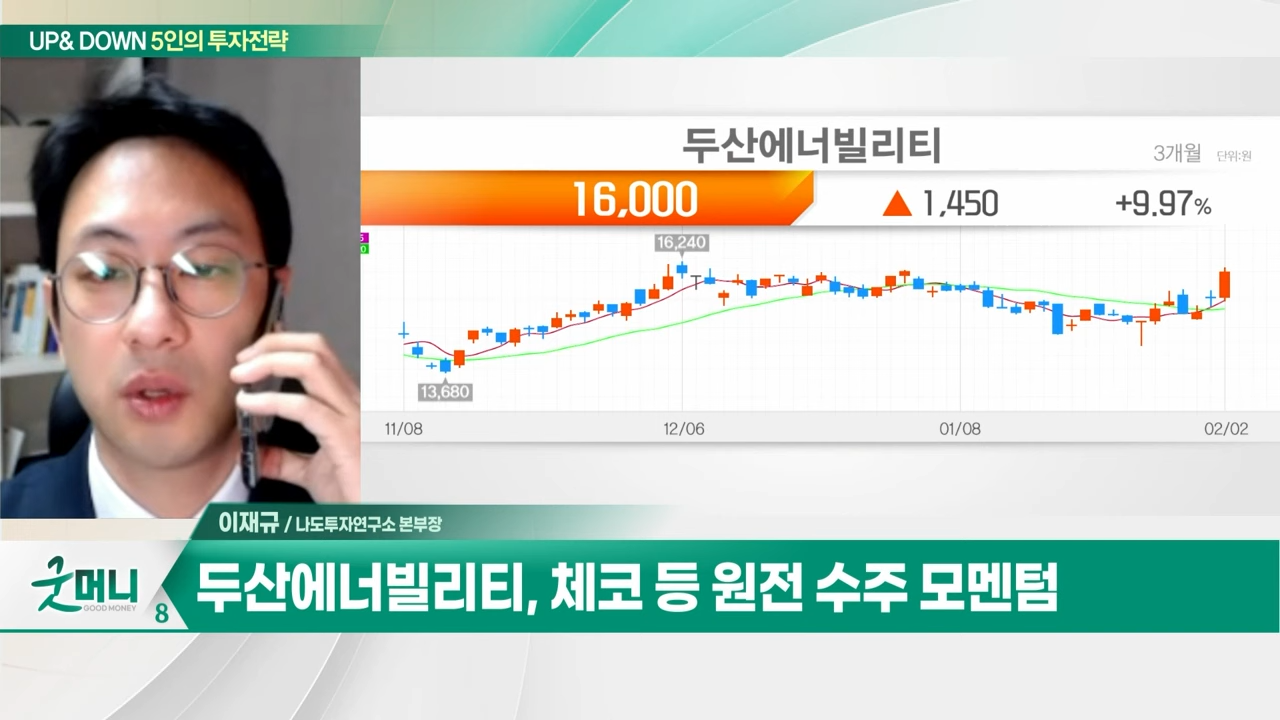 UP& DOWN 5인의 투자전략
두산에너빌리티
3개월 단위:원
16,000 ▲ 1,450 +9.97%
16,240
13,680
11/08 12/06 01/08 02/02
이재규 / 나도투자연구소 본부장
굿머니
GOOD MONEY
8
두산에너빌리티, 체코 등 원전 수주 모멘텀